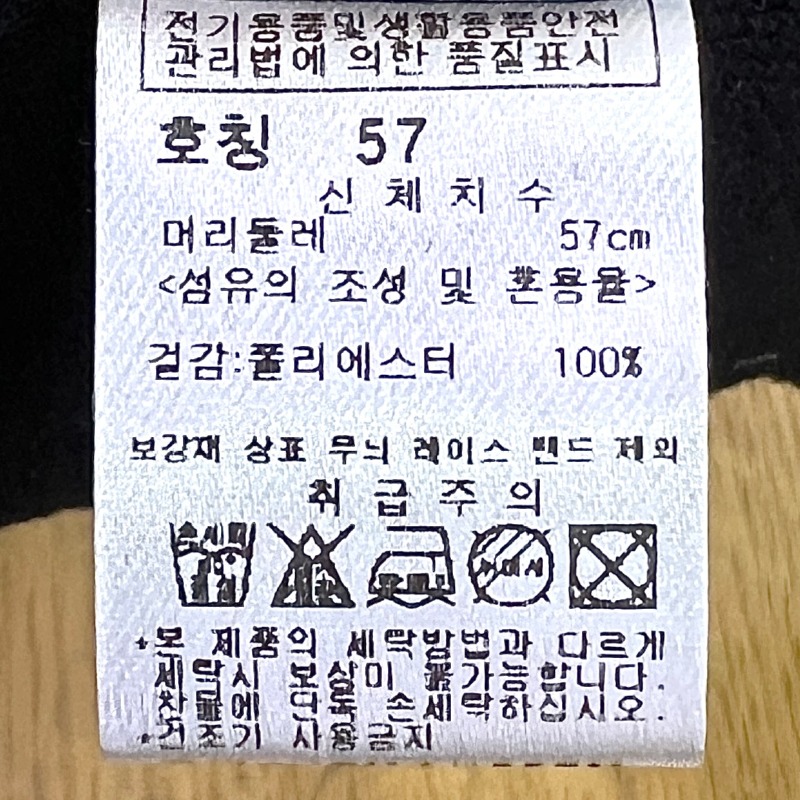 전기용품및생활용품안전
관리법에 의한 품질표시
호칭 57
신 체 치 수
머리둘레 57cm
<섬유의 조성 및 혼용율>
겉감:폴리에스터 100%
보강재 상표 무늬 레이스 밴드 제외
취 급 주 의
손세탁
*본 제품의 세탁방법과 다르게
세탁시 보상이 불가능합니다.
찬물에 단독 손세탁하십시오.
*건조기 사용금지